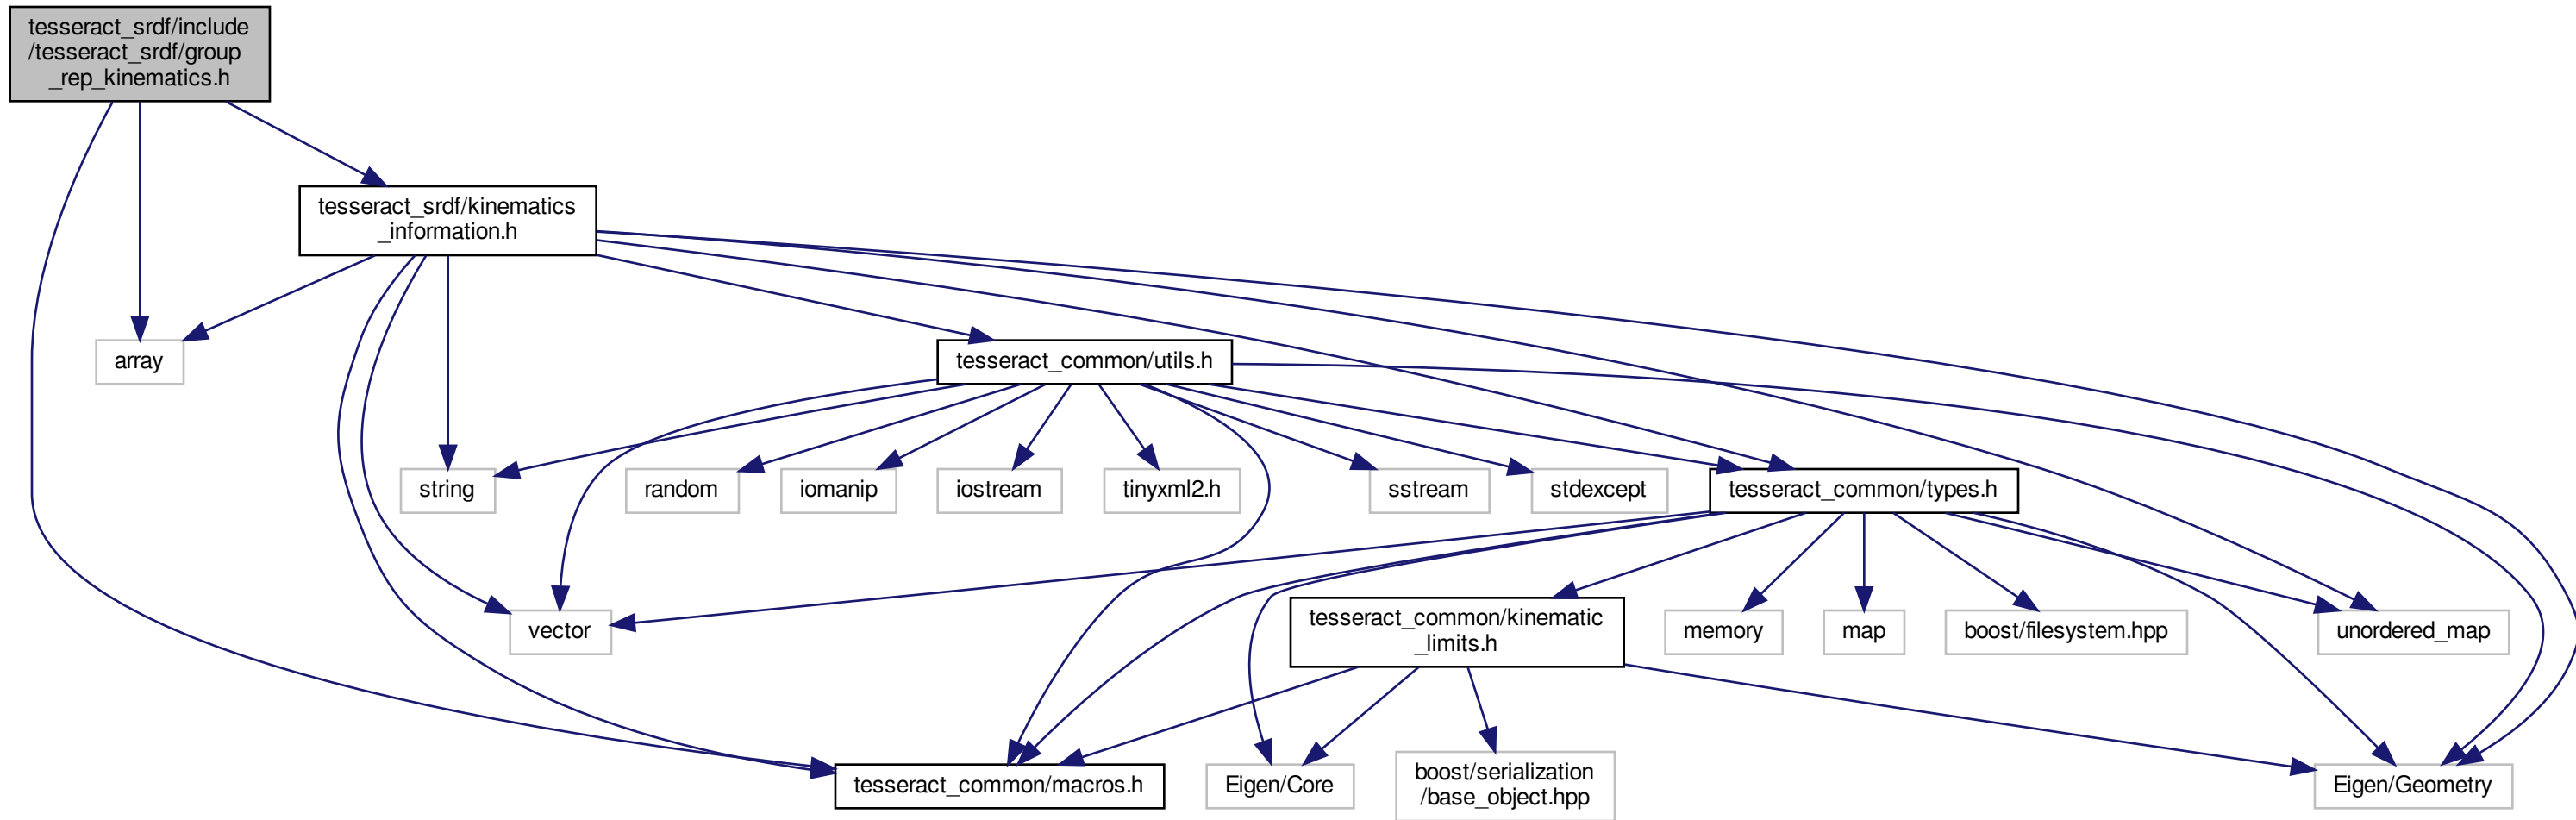 tesseract_srdf/include
/tesseract_srdf/group
_rep_kinematics.h
tesseract_srdf/kinematics
_information.h
array
tesseract_common/utils.h
string
random
iomanip
iostream
tinyxml2.h
sstream
stdexcept
tesseract_common/types.h
vector
tesseract_common/kinematic
_limits.h
memory
map
boost/filesystem.hpp
unordered_map
tesseract_common/macros.h
Eigen/Core
boost/serialization
/base_object.hpp
Eigen/Geometry